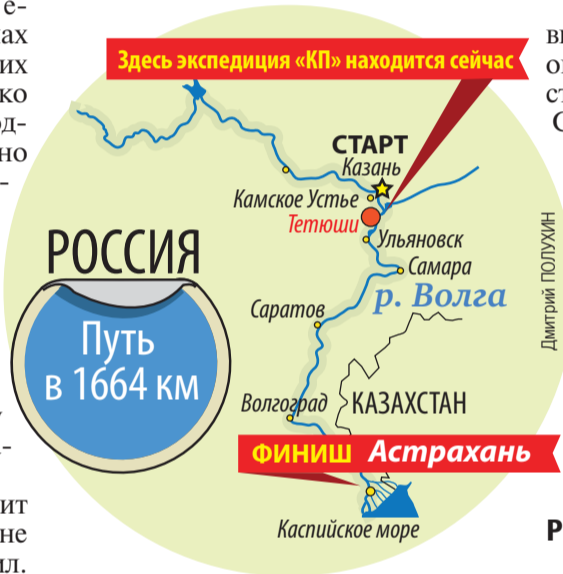 Здесь экспедиция «КП» находится сейчас
СТАРТ
Казань
Камское Устье
Тетюши
Ульяновск
Самара
РОССИЯ
р. Волга
Саратов
Путь
в 1664 км
Волгоград
КАЗАХСТАН
ФИНИШ Астрахань
Каспийское море
Дмитрий ПОЛУХИН